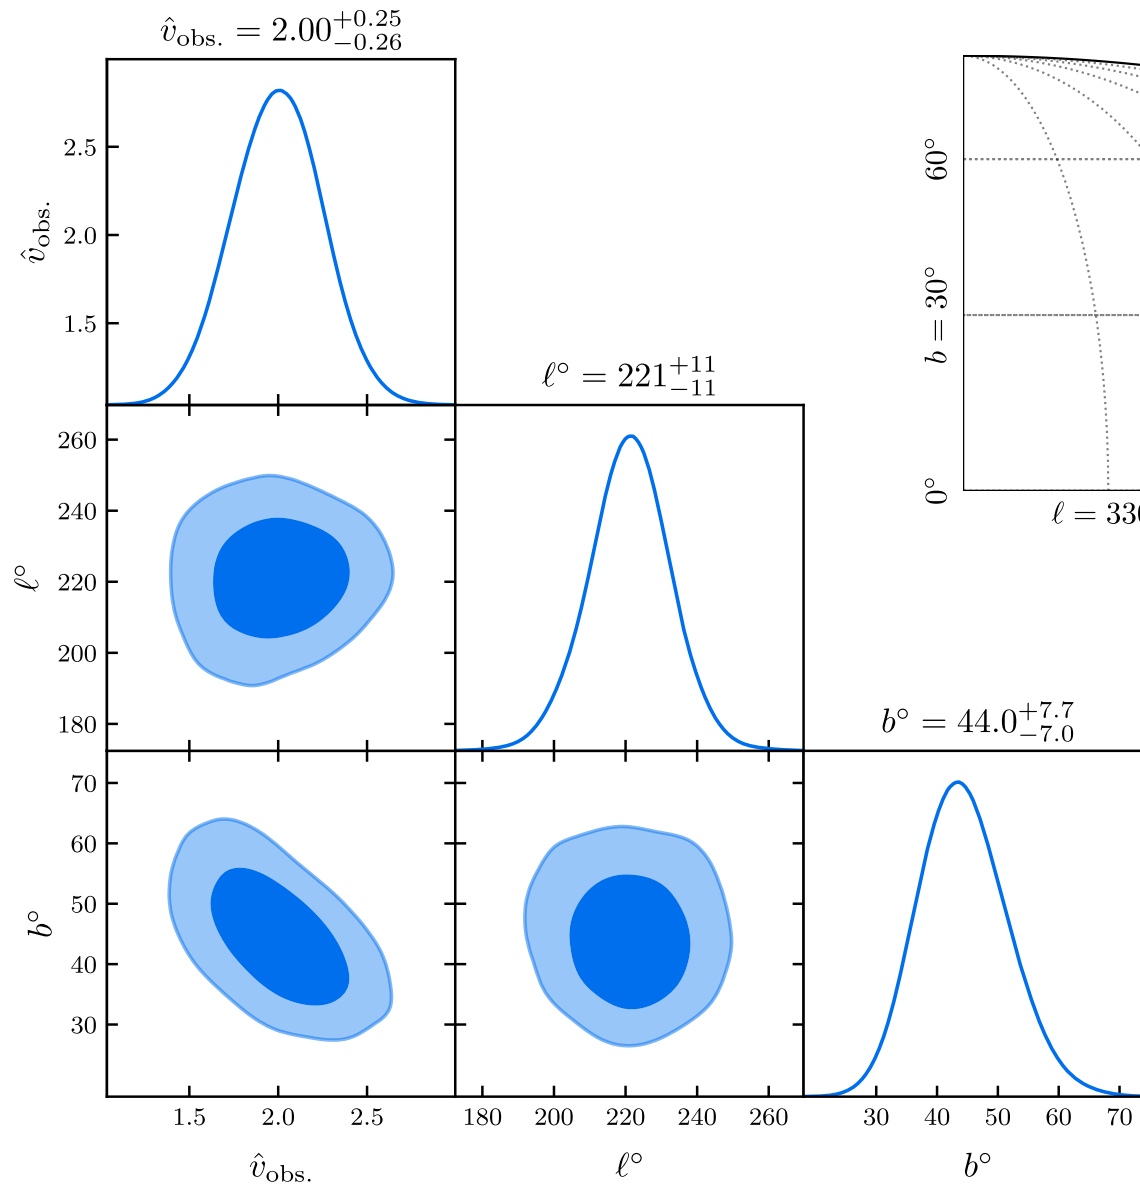 v̂obs. = 2.00+0.25−0.26
2.5
2.0
1.5
v̂obs.
60°
b = 30°
0°
ℓ = 330
ℓ° = 221+11−11
260
240
220
200
180
ℓ°
b° = 44.0+7.7−7.0
70
60
50
40
30
b°
1.5 2.0 2.5 180 200 220 240 260 30 40 50 60 70
v̂obs. ℓ° b°